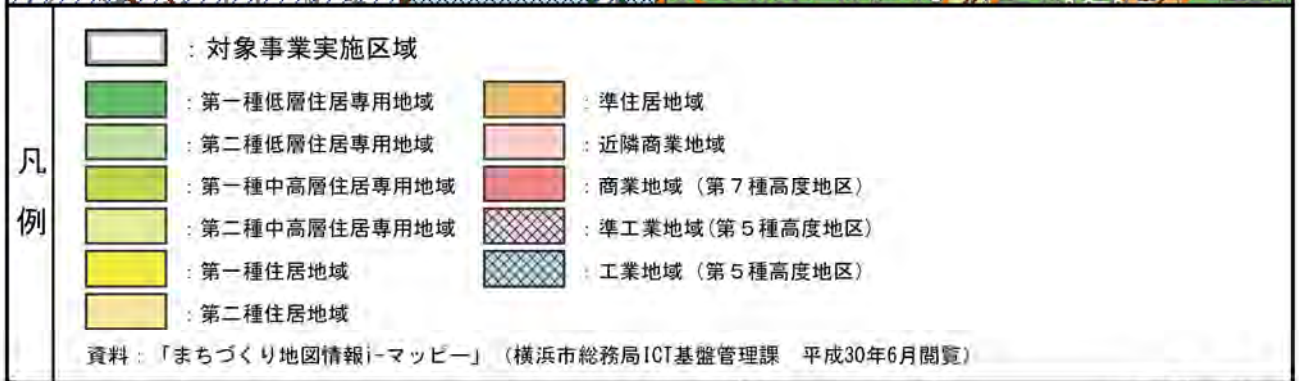 凡例
：対象事業実施区域
：第一種低層住居専用地域
：第二種低層住居専用地域
：第一種中高層住居専用地域
：第二種中高層住居専用地域
：第一種住居地域
：第二種住居地域
：準住居地域
：近隣商業地域
：商業地域（第７種高度地区）
：準工業地域(第５種高度地区)
：工業地域（第５種高度地区）
資料：「まちづくり地図情報i-マッピー」（横浜市総務局ICT基盤管理課　平成30年6月閲覧）